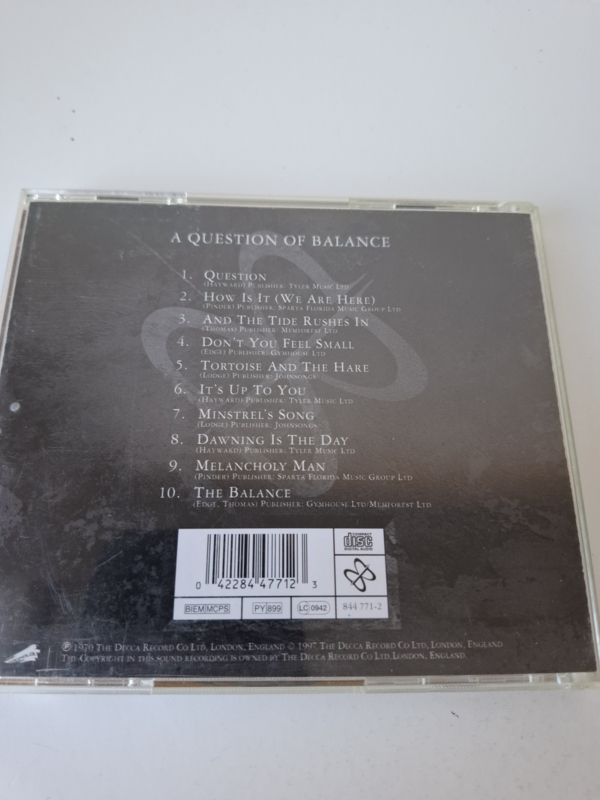 A QUESTION OF BALANCE
1. QUESTION
(HAYWARD) PUBLISHER: TYLER MUSIC LTD
2. HOW IS IT (WE ARE HERE)
(PINDER) PUBLISHER: SPARTA FLORIDA MUSIC GROUP LTD
3. AND THE TIDE RUSHES IN
(THOMAS) PUBLISHER: MEMFOREST LTD
4. DON'T YOU FEEL SMALL
(EDGE) PUBLISHER: GYMHOUSE LTD
5. TORTOISE AND THE HARE
(LODGE) PUBLISHER: JOHNSONGS
6. IT'S UP TO YOU
(HAYWARD) PUBLISHER: TYLER MUSIC LTD
7. MINSTREL'S SONG
(LODGE) PUBLISHER: JOHNSONGS
8. DAWNING IS THE DAY
(HAYWARD) PUBLISHER: TYLER MUSIC LTD
9. MELANCHOLY MAN
(PINDER) PUBLISHER: SPARTA FLORIDA MUSIC GROUP LTD
10. THE BALANCE
(EDGE, THOMAS) PUBLISHER: GYMHOUSE LTD/MEMFOREST LTD
COMPACT
disc
DIGITAL AUDIO
0 42284 47712 3
BIEM/MCPS PY 899 LC 0942 844 771-2
℗ 1970 THE DECCA RECORD CO LTD, LONDON, ENGLAND © 1997 THE DECCA RECORD CO LTD, LONDON, ENGLAND
THE COPYRIGHT IN THIS SOUND RECORDING IS OWNED BY THE DECCA RECORD CO LTD, LONDON, ENGLAND.